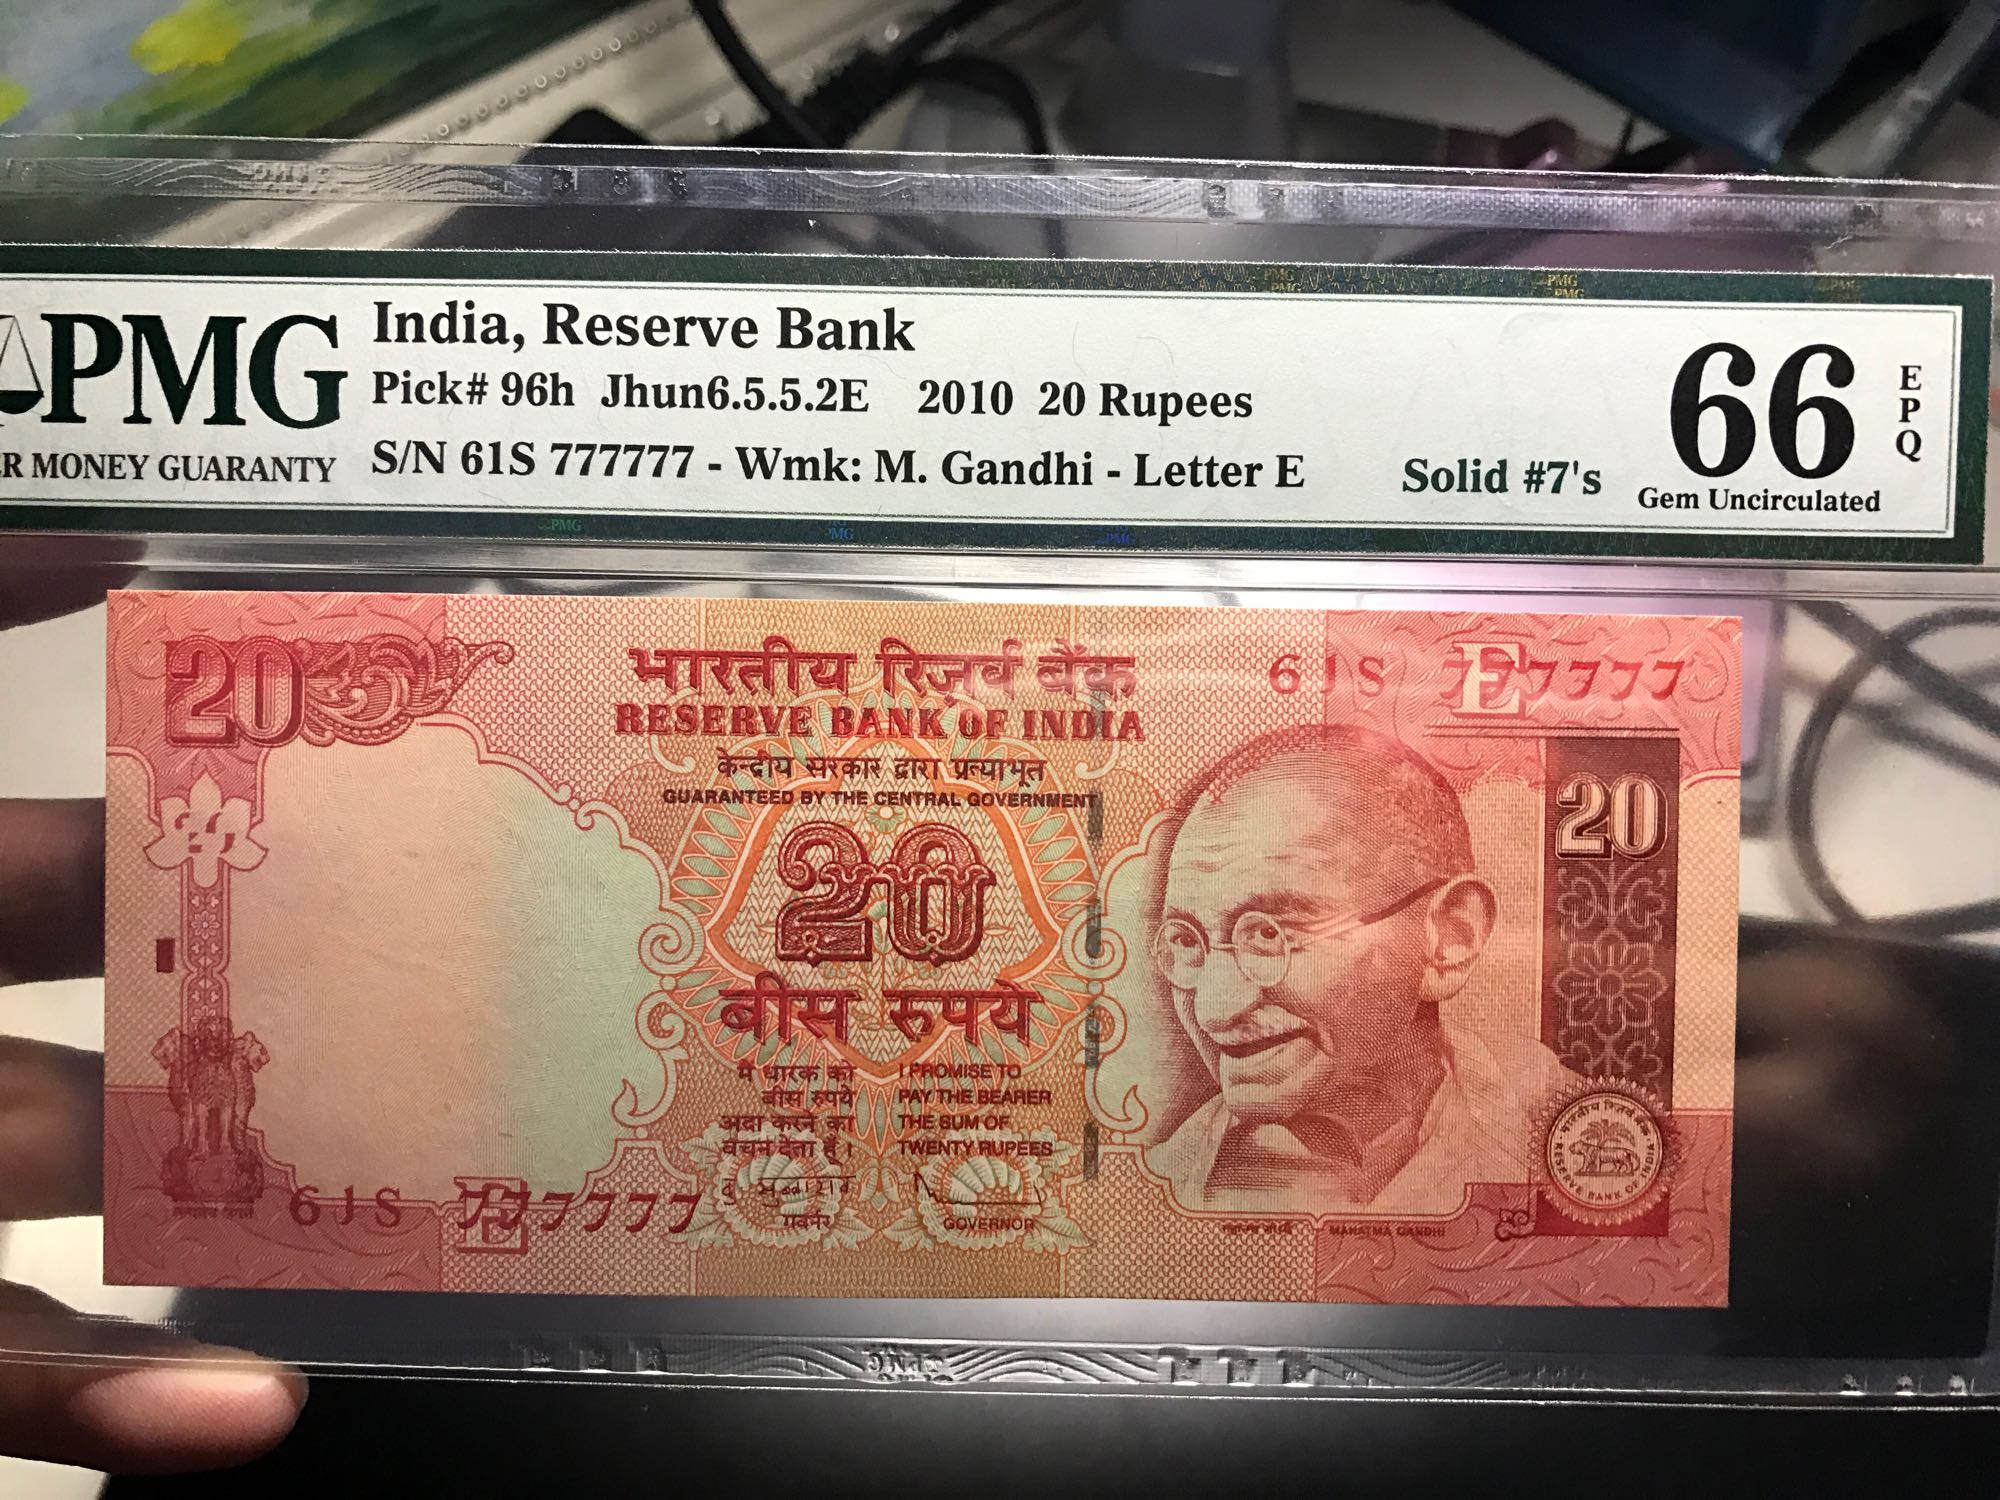 India, Reserve Bank
PMG
Pick# 96h Jhun6.5.5.2E 2010 20 Rupees
R MONEY GUARANTY
S/N 61S 777777 - Wmk: M. Gandhi - Letter E
Solid #7's
66
EPQ
Gem Uncirculated
20
भारतीय रिज़र्व बैंक
61S 777777
E
RESERVE BANK OF INDIA
केन्द्रीय सरकार द्वारा प्रत्याभूत
GUARANTEED BY THE CENTRAL GOVERNMENT
20
20
बीस रुपये
मैं धारक को
बीस रुपये
अदा करने का
वचन देता हूँ।
I PROMISE TO
PAY THE BEARER
THE SUM OF
TWENTY RUPEES
61S 777777
E
गवर्नर
GOVERNOR
MAHATMA GANDHI
भारतीय रिज़र्व बैंक
RESERVE BANK OF INDIA